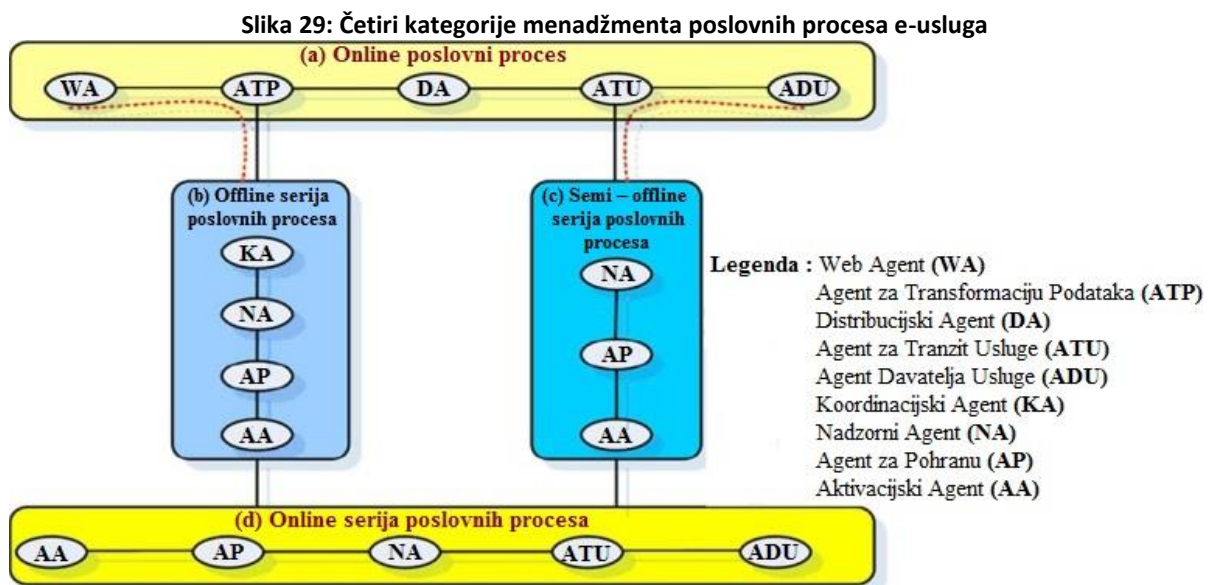 Slika 29: Četiri kategorije menadžmenta poslovnih procesa e-usluga
(a) Online poslovni proces
WA ATP DA ATU ADU
(b) Offline serija
poslovnih procesa
KA
NA
AP
AA
(c) Semi – offline
serija poslovnih
procesa
NA
AP
AA
Legenda : Web Agent (WA)
Agent za Transformaciju Podataka (ATP)
Distribucijski Agent (DA)
Agent za Tranzit Usluge (ATU)
Agent Davatelja Usluge (ADU)
Koordinacijski Agent (KA)
Nadzorni Agent (NA)
Agent za Pohranu (AP)
Aktivacijski Agent (AA)
(d) Online serija poslovnih procesa
AA AP NA ATU ADU